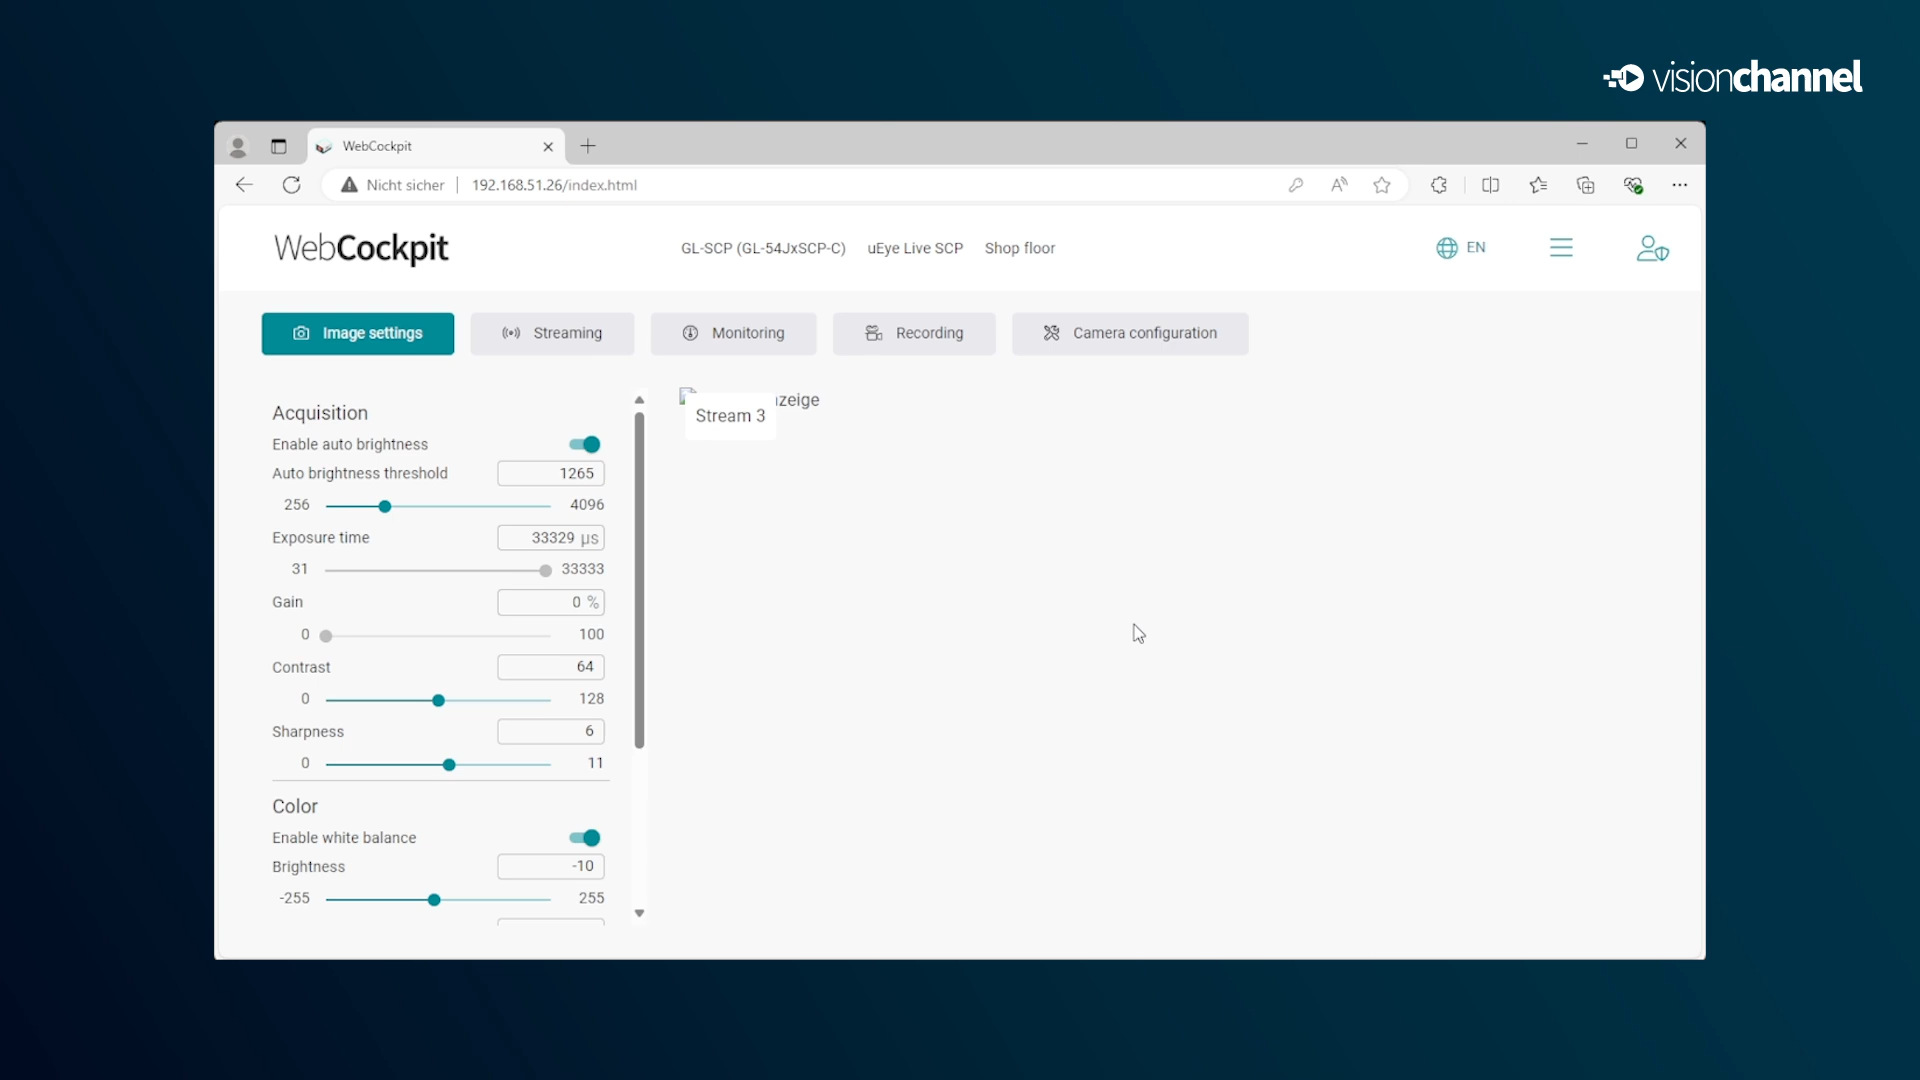 visionchannel
WebCockpit
Nicht sicher 192.168.51.26/index.html
WebCockpit
GL-SCP (GL-54JxSCP-C) uEye Live SCP Shop floor
EN
Image settings
Streaming
Monitoring
Recording
Camera configuration
Acquisition
Enable auto brightness
Auto brightness threshold 1265
256 4096
Exposure time 33329 µs
31 33333
Gain 0 %
0 100
Contrast 64
0 128
Sharpness 6
0 11
Color
Enable white balance
Brightness -10
-255 255
zeige
Stream 3